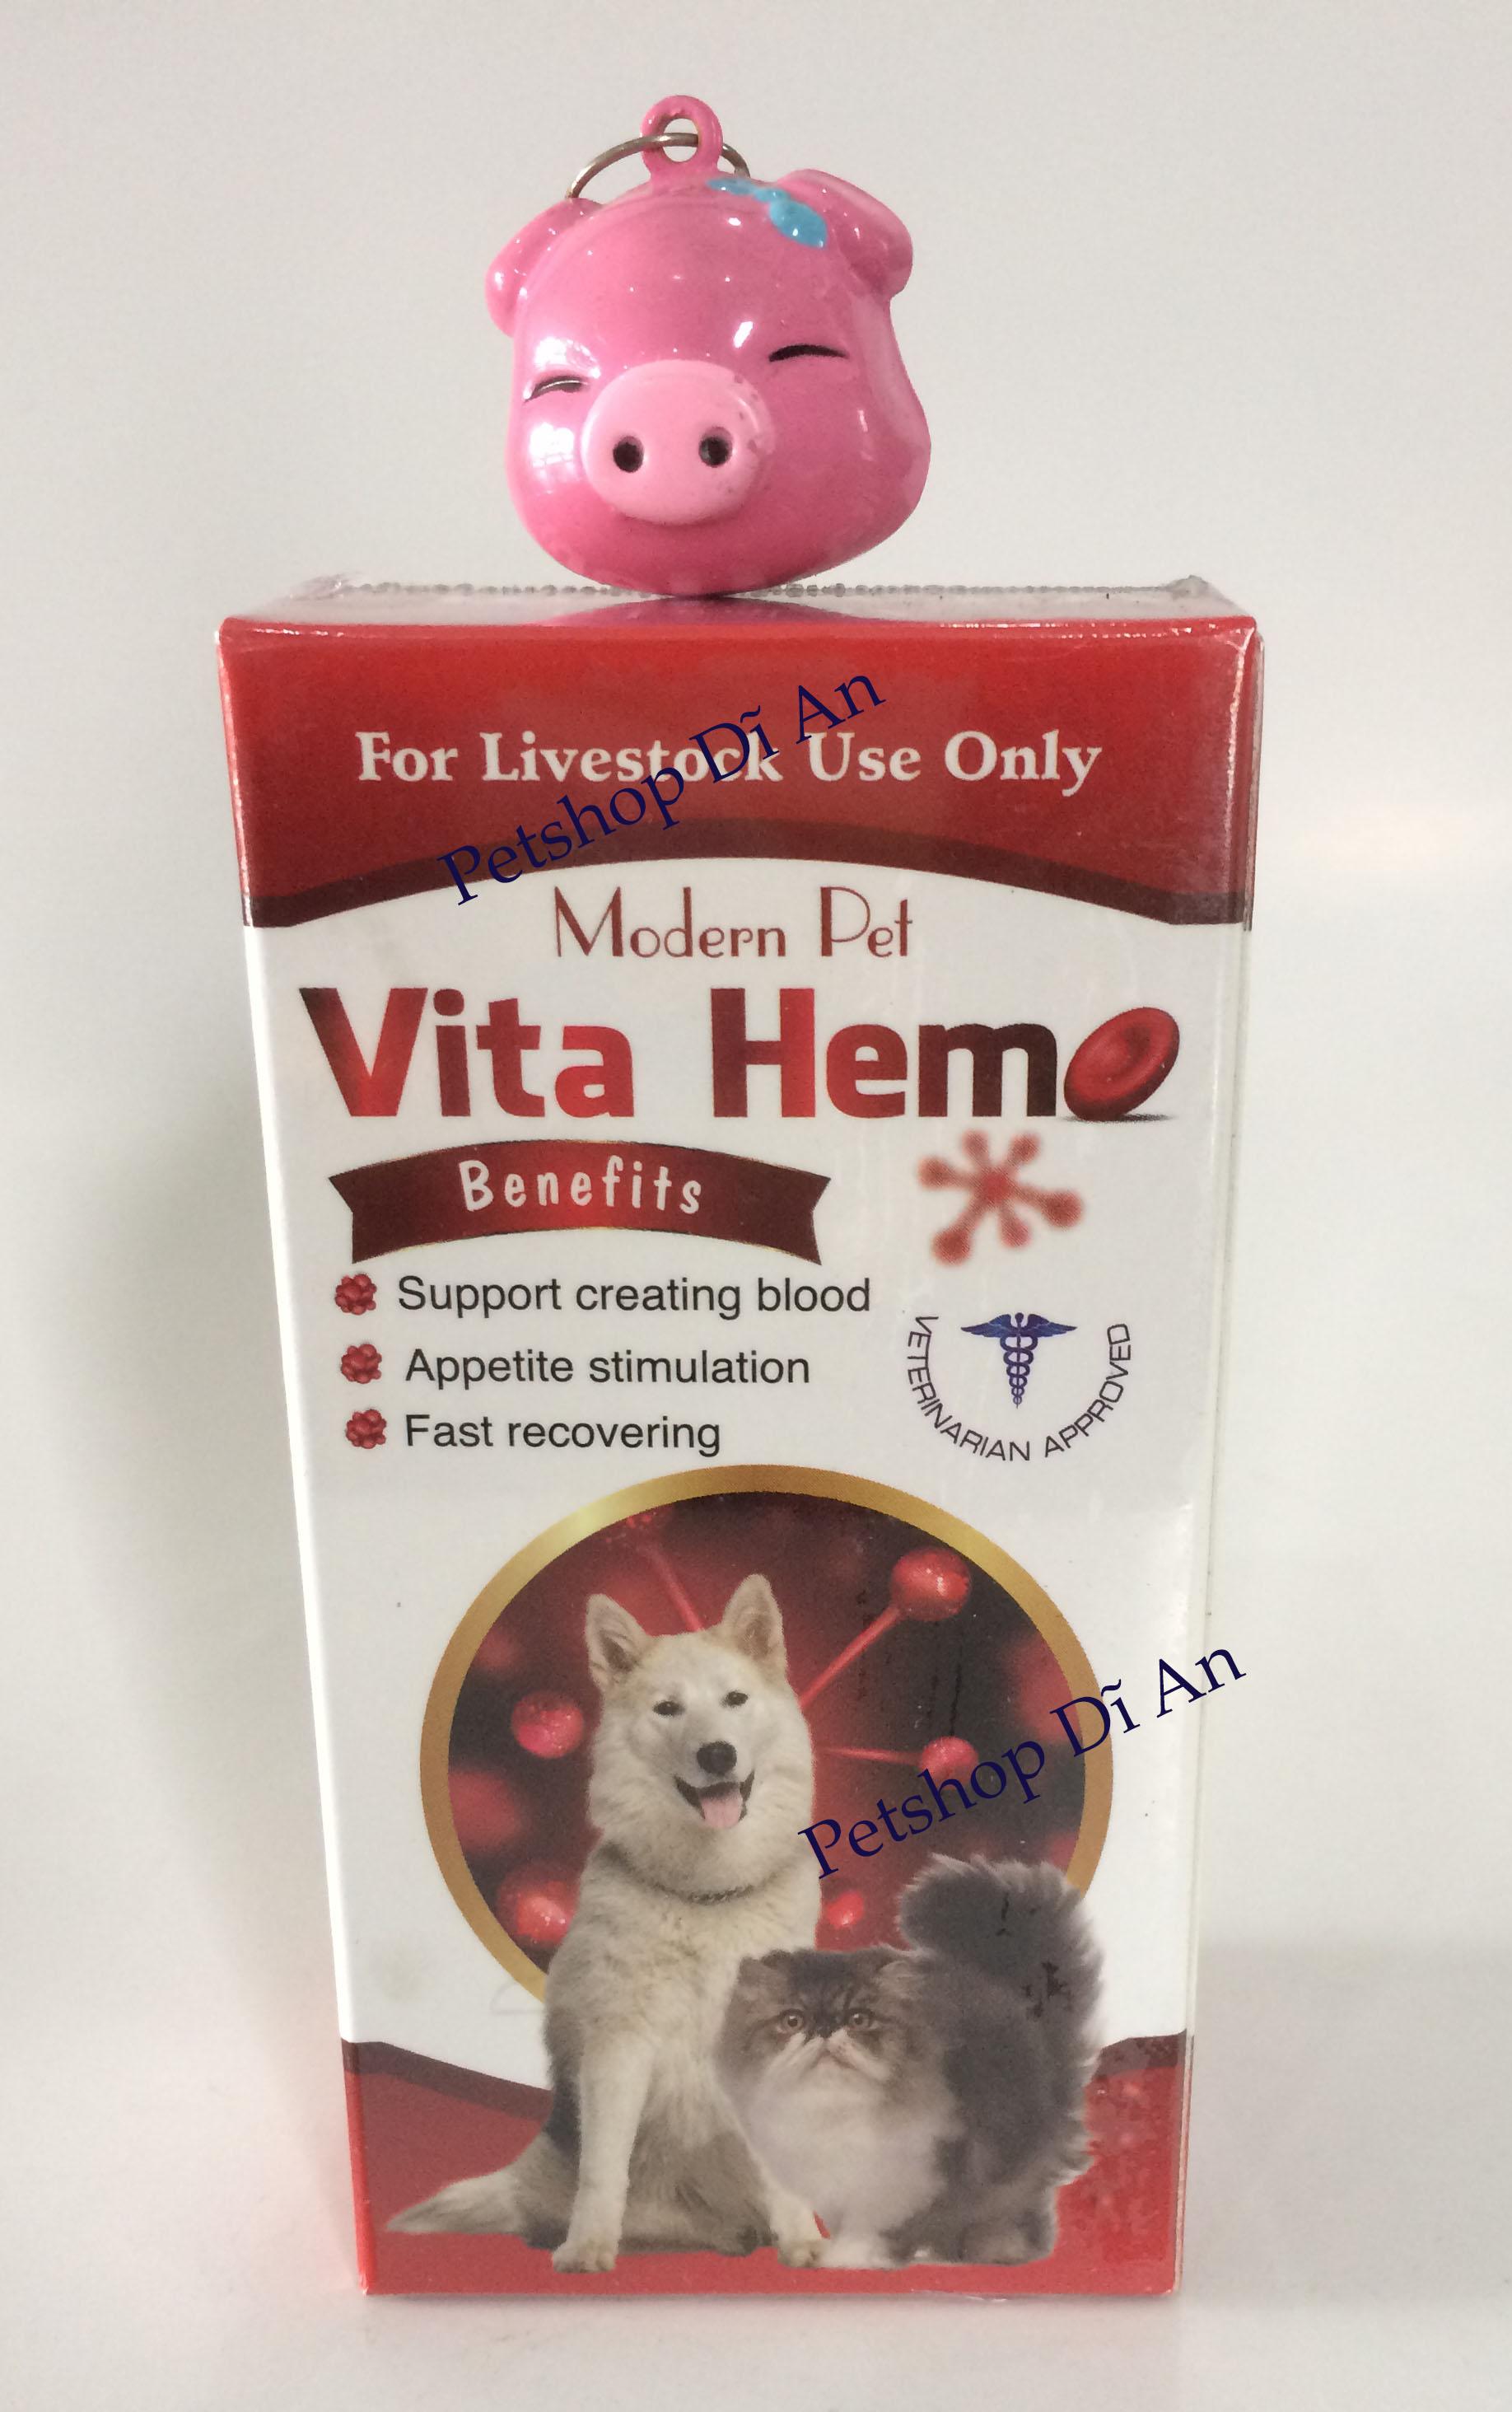 For Livestock Use Only
Petshop Dĩ An
Modern Pet
Vita Hemo
Benefits
Support creating blood
Appetite stimulation
Fast recovering
VETERINARIAN APPROVED
Petshop Dĩ An